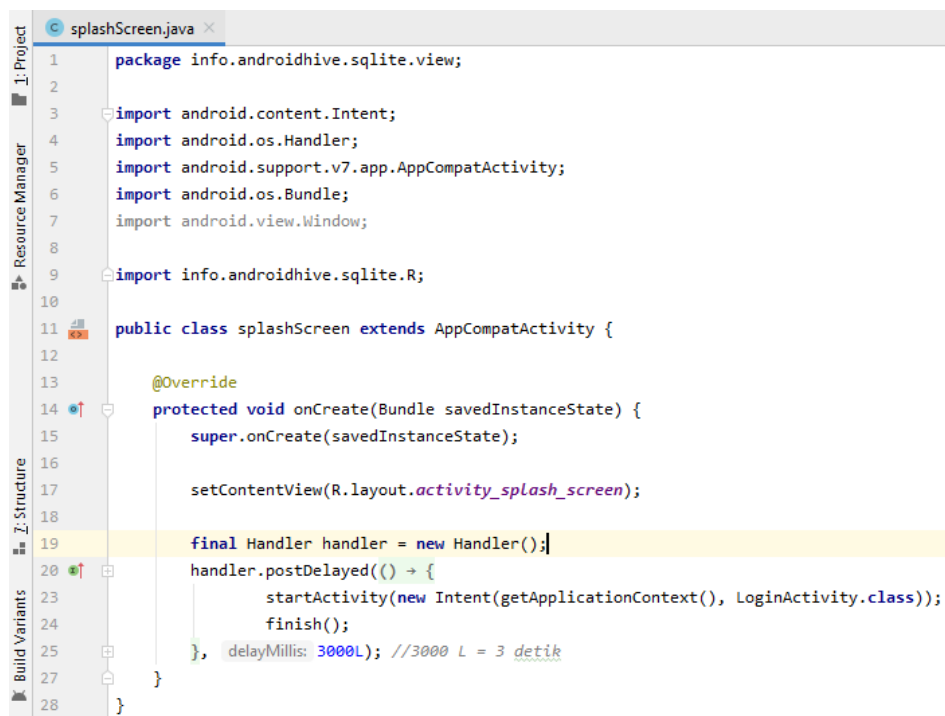 splashScreen.java
1: Project
Resource Manager
7: Structure
Build Variants
1 package info.androidhive.sqlite.view;
2
3 import android.content.Intent;
4 import android.os.Handler;
5 import android.support.v7.app.AppCompatActivity;
6 import android.os.Bundle;
7 import android.view.Window;
8
9 import info.androidhive.sqlite.R;
10
11 public class splashScreen extends AppCompatActivity {
12
13 @Override
14 protected void onCreate(Bundle savedInstanceState) {
15 super.onCreate(savedInstanceState);
16
17 setContentView(R.layout.activity_splash_screen);
18
19 final Handler handler = new Handler();
20 handler.postDelayed(() → {
23 startActivity(new Intent(getApplicationContext(), LoginActivity.class));
24 finish();
25 }, delayMillis: 3000L); //3000 L = 3 detik
27 }
28 }